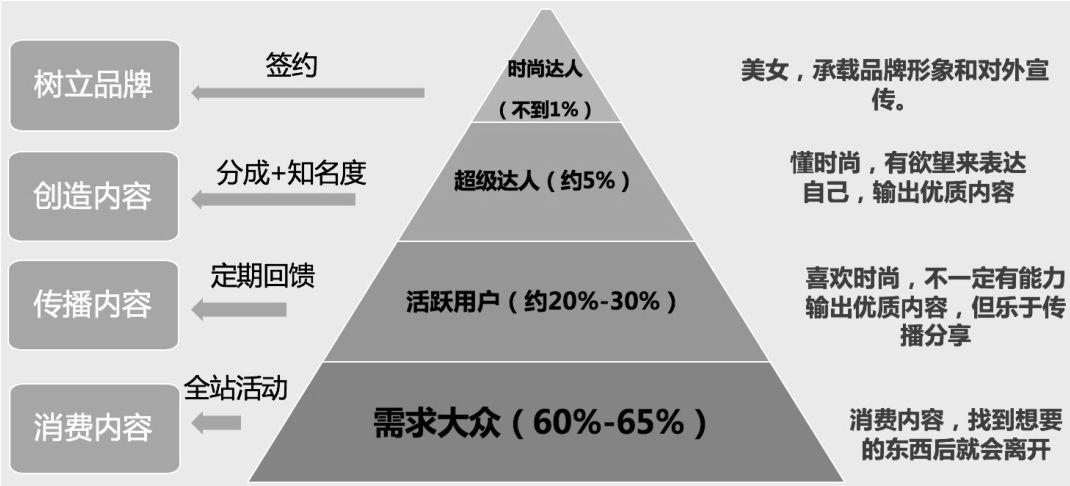 树立品牌
签约
时尚达人
（不到1%）
美女，承载品牌形象和对外宣
传。
创造内容
分成+知名度
超级达人（约5%）
懂时尚，有欲望来表达
自己，输出优质内容
传播内容
定期回馈
活跃用户（约20%-30%）
喜欢时尚，不一定有能力
输出优质内容，但乐于传
播分享
消费内容
全站活动
需求大众（60%-65%）
消费内容，找到想要
的东西后就会离开